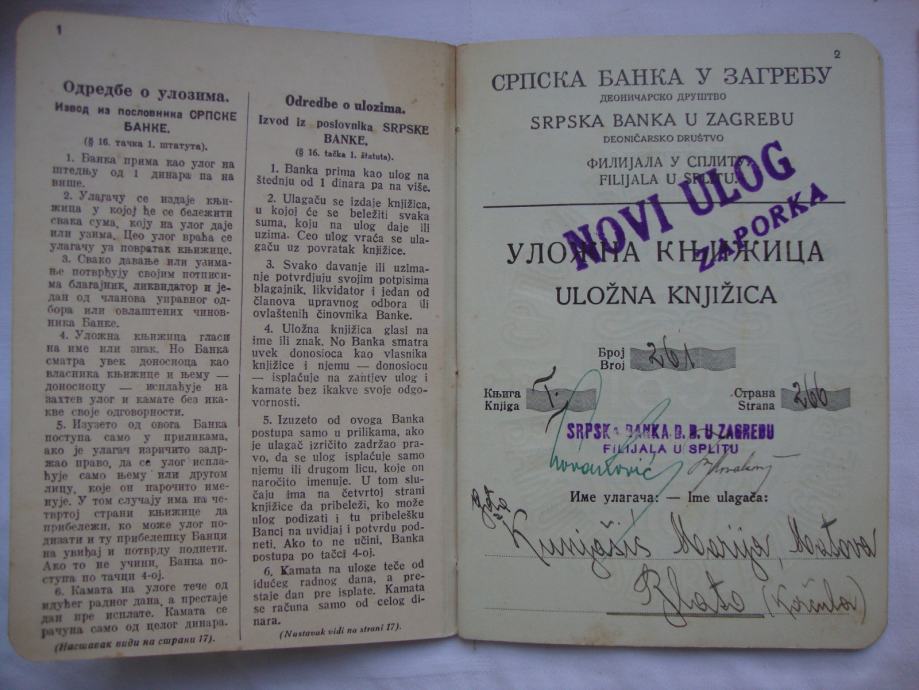 1
Одредбе о улозима.
Извод из пословника СРПСКЕ
БАНКЕ.
(§ 16. тачка 1. штатута).
1. Банка прима као улог на
штедњу од 1 динара па на
више.
2. Улагачу се издаје књи-
жица у којој ће се бележити
свака сума, коју на улог даје
или узима. Цео улог враћа се
улагачу уз повратак књижице.
3. Свако давање или узима-
ње потврђују својим потписи-
ма благајник, ликвидатор и је-
дан од чланова управног од-
бора или овлаштених чинов-
ника Банке.
4. Уложна књижица гласи
на име или знак. Но Банка
сматра увек доносиоца као
власника књижице и њему —
доносиоцу — исплаћује на
захтев улог и камате без ика-
кве своје одговорности.
5. Изузето од овога Банка
поступа само у приликама,
ако је улагач изричито задр-
жао право, да се улог испла-
ћује само њему или другом
лицу, које он нарочито име-
нује. У том случају има на че-
твртој страни књижице да
прибележи, ко може улог по-
дизати и ту прибелешку Банци
на увиђај и потврду поднети.
Ако то не учини, Банка по-
ступа по тачци 4-ој.
6. Камата на улоге тече од
идућег радног дана, а престаје
дан пре исплате. Камата се
рачуна само од целог динара.
(Наставак види на страни 17).
Odredbe o ulozima.
Izvod iz poslovnika SRPSKE
BANKE.
(§ 16. tačka 1. štatuta).
1. Banka prima kao ulog na
štednju od 1 dinara pa na više.
2. Ulagaču se izdaje knjižica,
u kojoj će se beležiti svaka
suma, koju na ulog daje ili
uzima. Ceo ulog vraća se ula-
gaču uz povratak knjižice.
3. Svako davanje ili uzima-
nje potvrdjuju svojim potpisima
blagajnik, likvidator i jedan od
članova upravnog odbora ili
ovlaštenih činovnika Banke.
4. Uložna knjižica glasi na
ime ili znak. No Banka smatra
uvek donosioca kao vlasnika
knjižice i njemu — donosiocu
— isplaćuje na zahtjev ulog i
kamate bez ikakve svoje odgo-
vornosti.
5. Izuzeto od ovoga Banka
postupa samo u prilikama, ako
je ulagač izričito zadržao pra-
vo, da se ulog isplaćuje samo
njemu ili drugom licu, koje on
naročito imenuje. U tom slu-
čaju ima na četvrtoj strani
knjižice da pribeleži, ko može
ulog podizati i tu pribelešku
Banci na uvidjaj i potvrdu pod-
neti. Ako to ne učini, Banka
postupa po tačci 4-oj.
6. Kamata na uloge teče od
idućeg radnog dana, a pre-
staje dan pre isplate. Kamata
se računa samo od celog di-
nara.
(Nastavak vidi na strani 17).
2
СРПСКА БАНКА У ЗАГРЕБУ
ДЕОНИЧАРСКО ДРУШТВО
SRPSKA BANKA U ZAGREBU
DEONIČARSKO DRUŠTVO
ФИЛИЈАЛА У СПЛИТУ.
FILIJALA U SPLITU.
NOVI ULOG
ZAPORKA
УЛОЖНА КЊИЖИЦА
ULOŽNA KNJIŽICA
Број
Broj 261
Књига
Knjiga I.
Страна
Strana 266
SRPSKA BANKA D. D. U ZAGREBU
FILIJALA U SPLITU
Име улагача: — Ime ulagača:
Kunjašić Marija, Matova
Blato (Korčula)